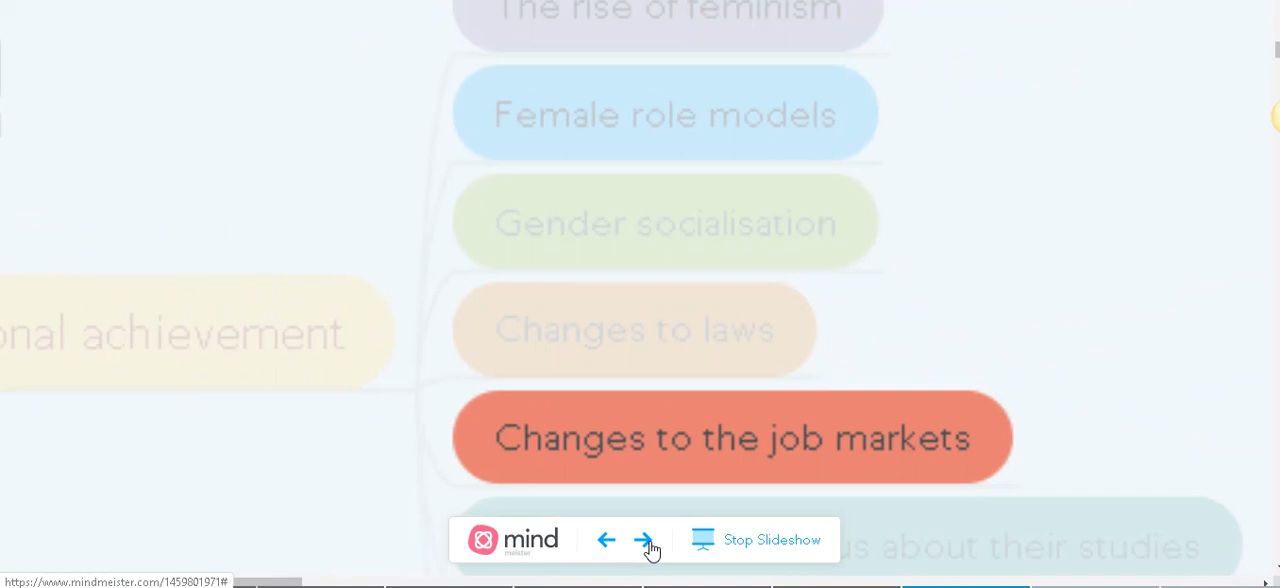 The rise of feminism
Female role models
Gender socialisation
onal achievement
Changes to laws
Changes to the job markets
us about their studies
mind
meister
Stop Slideshow
https://www.mindmeister.com/1459801971#